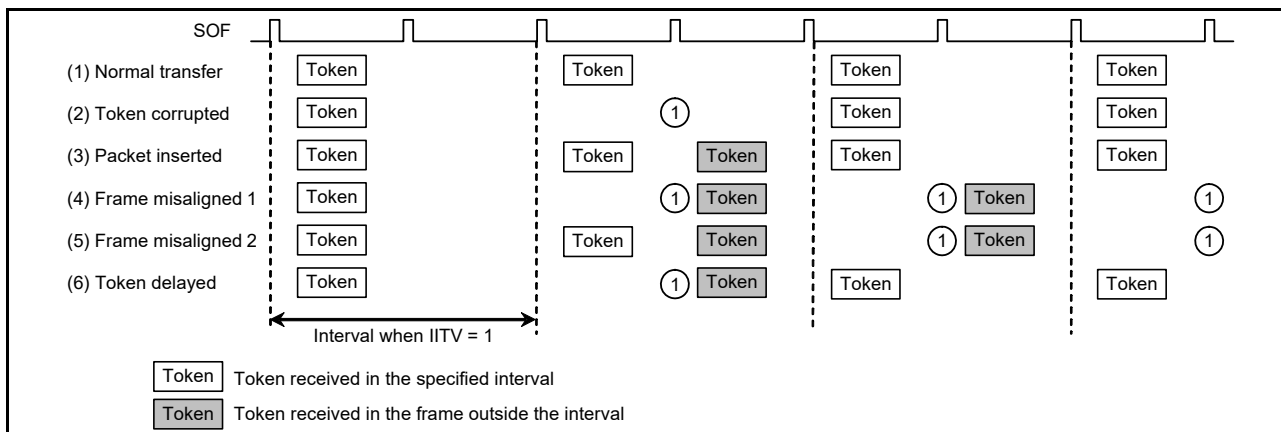 SOF
(1) Normal transfer Token Token Token Token
(2) Token corrupted Token 1 Token Token
(3) Packet inserted Token Token Token Token Token
(4) Frame misaligned 1 Token 1 Token 1 Token 1
(5) Frame misaligned 2 Token Token Token 1 Token 1
(6) Token delayed Token 1 Token Token Token
Interval when IITV = 1
Token Token received in the specified interval
Token Token received in the frame outside the interval